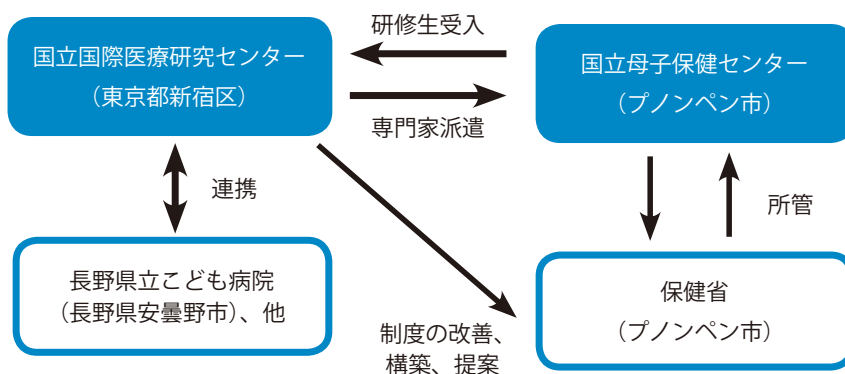 研修生受入
国立国際医療研究センター
（東京都新宿区）
国立母子保健センター
（プノンペン市）
専門家派遣
連携
所管
長野県立こども病院
（長野県安曇野市）、他
保健省
（プノンペン市）
制度の改善、
構築、提案